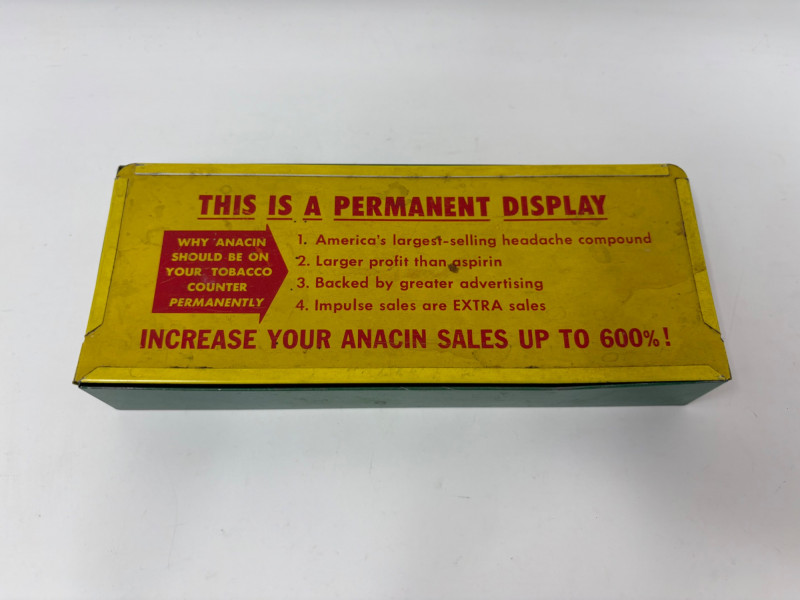 THIS IS A PERMANENT DISPLAY
WHY ANACIN
SHOULD BE ON
YOUR TOBACCO
COUNTER
PERMANENTLY
1. America's largest-selling headache compound
2. Larger profit than aspirin
3. Backed by greater advertising
4. Impulse sales are EXTRA sales
INCREASE YOUR ANACIN SALES UP TO 600%!